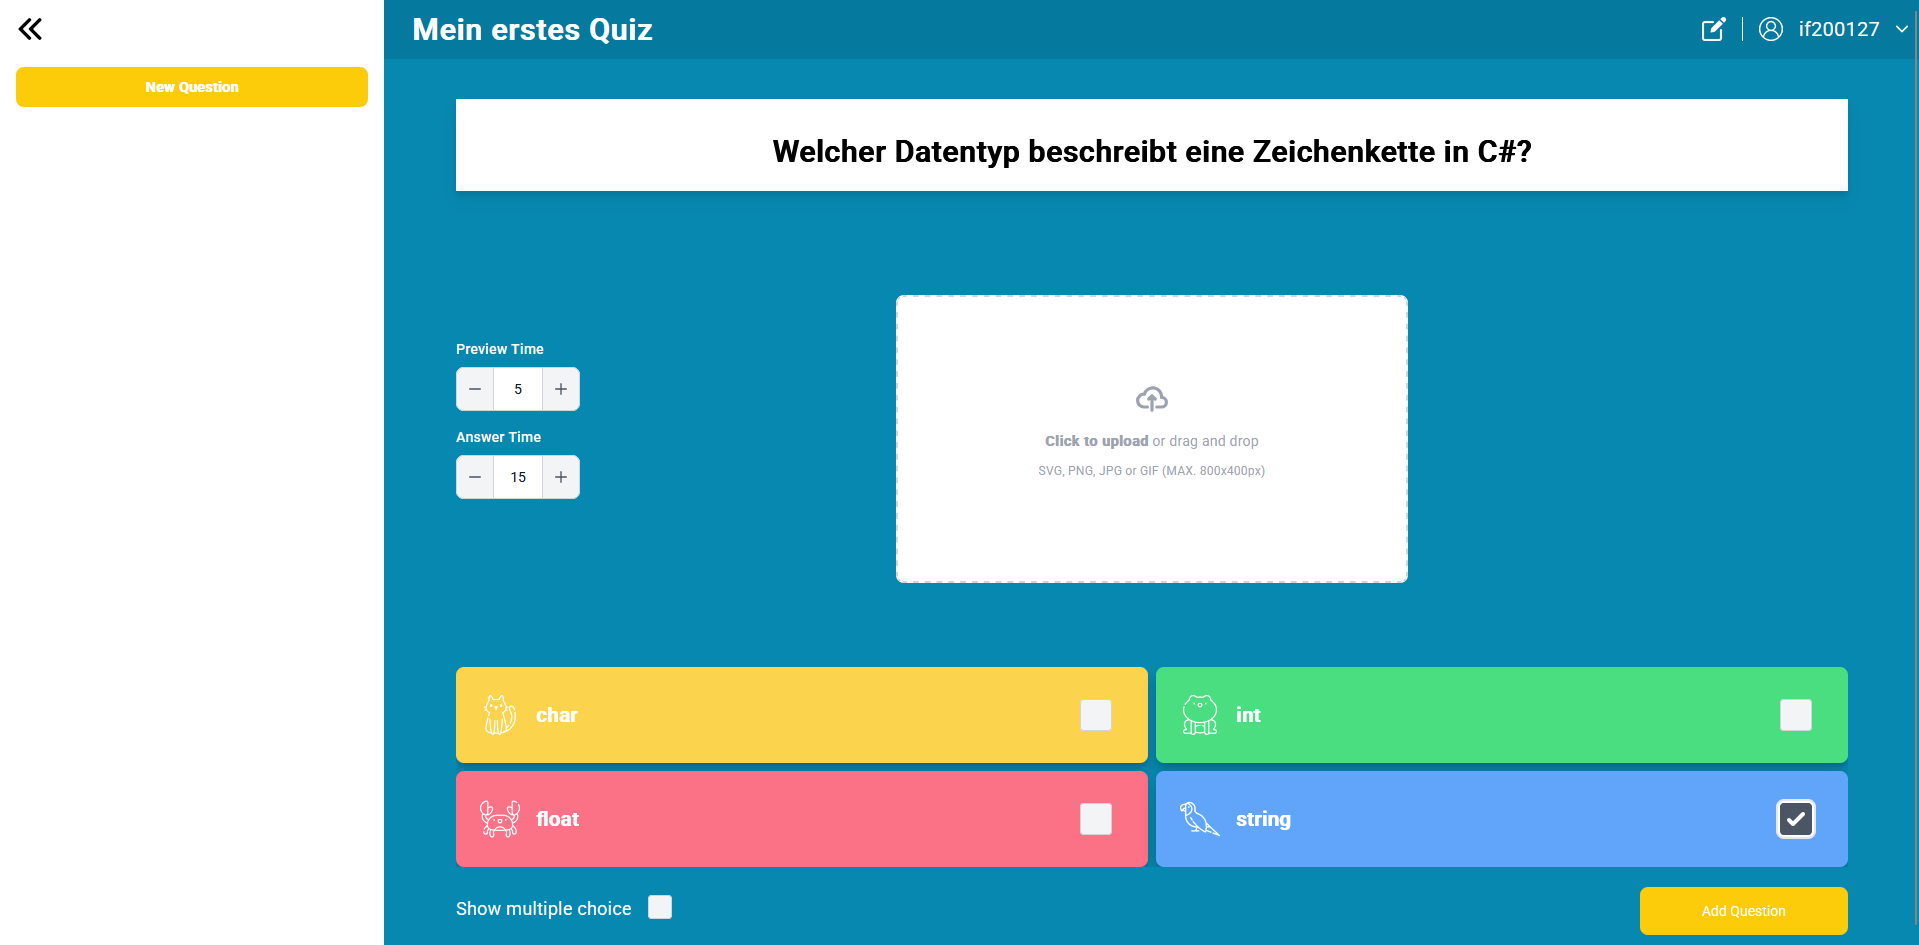 Mein erstes Quiz
if200127
New Question
Welcher Datentyp beschreibt eine Zeichenkette in C#?
Preview Time
5
Answer Time
15
Click to upload or drag and drop
SVG, PNG, JPG or GIF (MAX. 800x400px)
char
int
float
string
Show multiple choice
Add Question